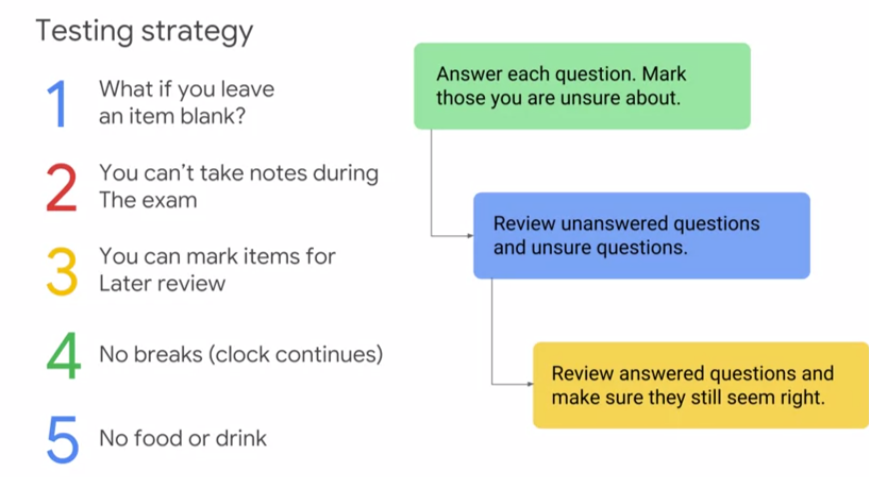 Testing strategy
1
What if you leave
an item blank?
2
You can't take notes during
The exam
3
You can mark items for
Later review
4
No breaks (clock continues)
5
No food or drink
Answer each question. Mark
those you are unsure about.
Review unanswered questions
and unsure questions.
Review answered questions and
make sure they still seem right.